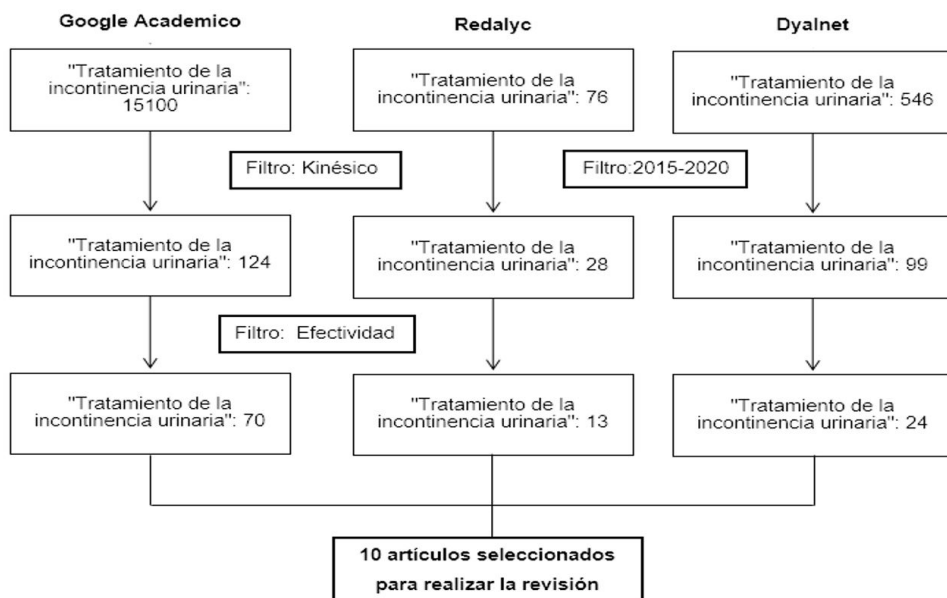 Google Academico
Redalyc
Dyalnet
"Tratamiento de la
incontinencia urinaria":
15100
"Tratamiento de la
incontinencia urinaria": 76
"Tratamiento de la
incontinencia urinaria": 546
Filtro: Kinésico
Filtro:2015-2020
"Tratamiento de la
incontinencia urinaria": 124
"Tratamiento de la
incontinencia urinaria": 28
"Tratamiento de la
incontinencia urinaria": 99
Filtro: Efectividad
"Tratamiento de la
incontinencia urinaria": 70
"Tratamiento de la
incontinencia urinaria": 13
"Tratamiento de la
incontinencia urinaria": 24
10 artículos seleccionados
para realizar la revisión